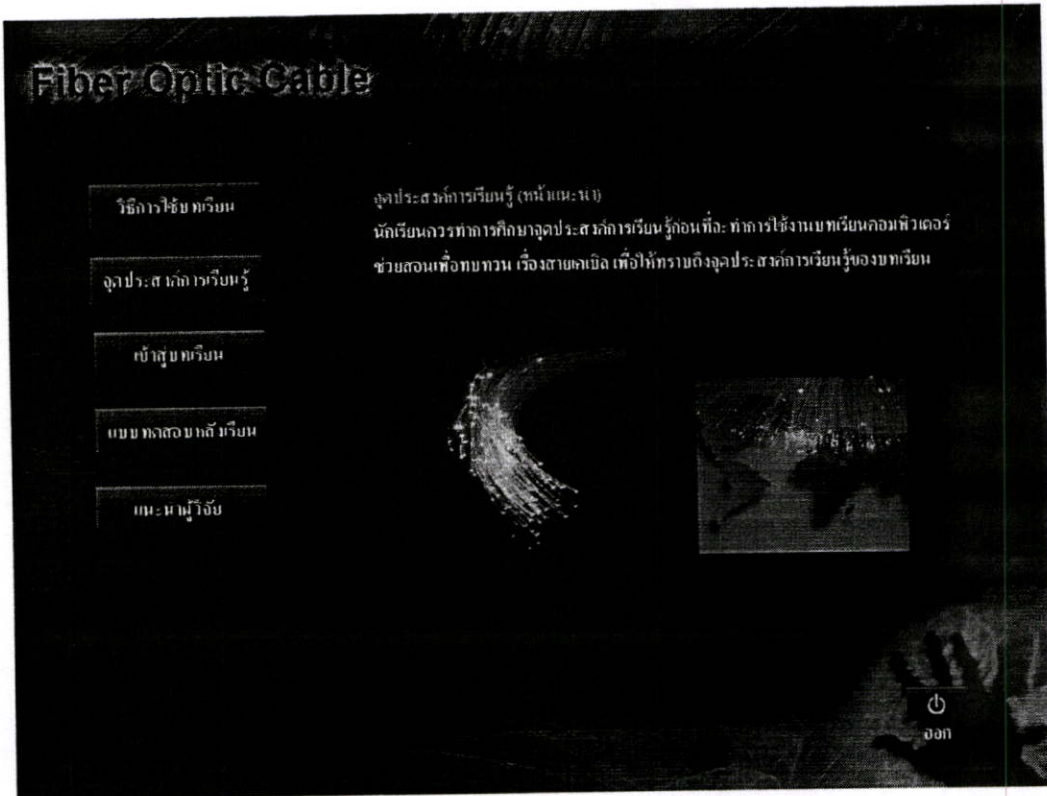 Fiber Optic Cable
วิธีการใช้บทเรียน
จุดประสงค์การเรียนรู้
เข้าสู่บทเรียน
แบบทดสอบหลังเรียน
แนะนำผู้วิจัย
จุดประสงค์การเรียนรู้ (หน้าแนะนำ)
นักเรียนควรทำการศึกษาจุดประสงค์การเรียนรู้ก่อนที่จะทำการใช้งานบทเรียนคอมพิวเตอร์
ช่วยสอนเพื่อทบทวน เรื่องสายเคเบิล เพื่อให้ทราบถึงจุดประสงค์การเรียนรู้ของบทเรียน
ออก